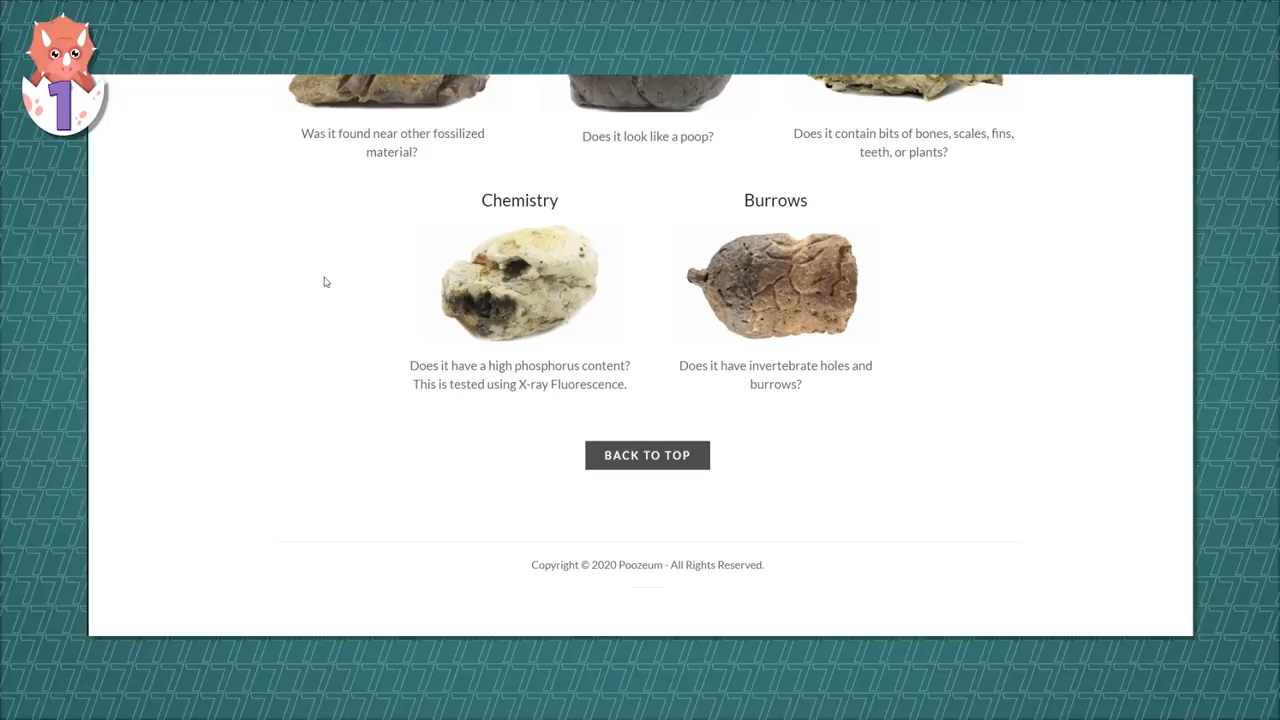 1
Was it found near other fossilized
material?
Does it look like a poop?
Does it contain bits of bones, scales, fins,
teeth, or plants?
Chemistry
Burrows
Does it have a high phosphorus content?
This is tested using X-ray Fluorescence.
Does it have invertebrate holes and
burrows?
BACK TO TOP
Copyright © 2020 Poozeum - All Rights Reserved.